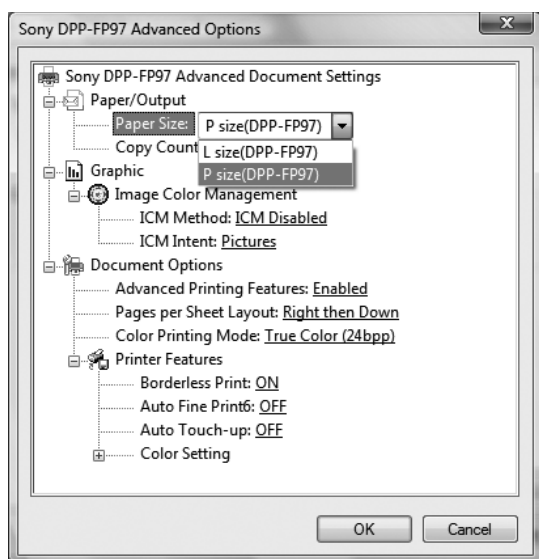 Sony DPP-FP97 Advanced Options
Sony DPP-FP97 Advanced Document Settings
Paper/Output
Paper Size: P size(DPP-FP97)
Copy Count
L size(DPP-FP97)
P size(DPP-FP97)
Graphic
Image Color Management
ICM Method: ICM Disabled
ICM Intent: Pictures
Document Options
Advanced Printing Features: Enabled
Pages per Sheet Layout: Right then Down
Color Printing Mode: True Color (24bpp)
Printer Features
Borderless Print: ON
Auto Fine Print6: OFF
Auto Touch-up: OFF
Color Setting
OK Cancel